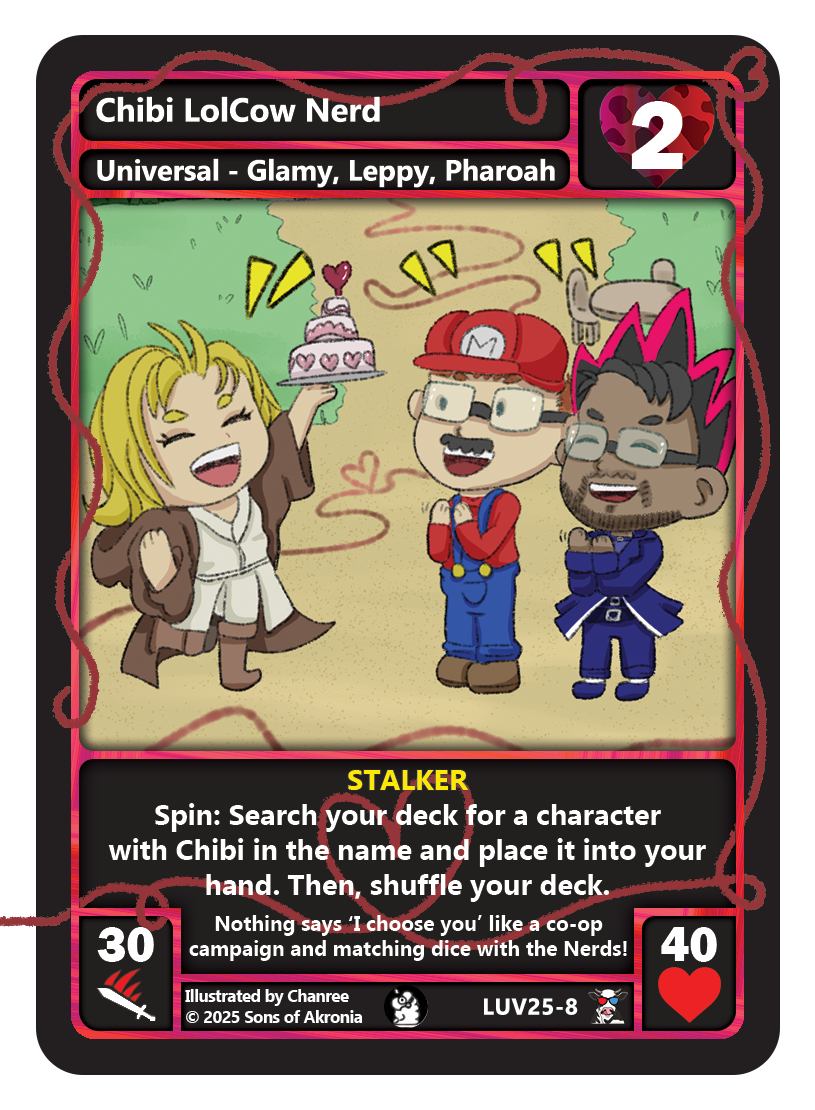 Chibi LolCow Nerd
2
Universal - Glamy, Leppy, Pharoah
M
STALKER
Spin: Search your deck for a character
with Chibi in the name and place it into your
hand. Then, shuffle your deck.
Nothing says ‘I choose you’ like a co-op
campaign and matching dice with the Nerds!
30
40
Illustrated by Chanree
© 2025 Sons of Akronia
LUV25-8